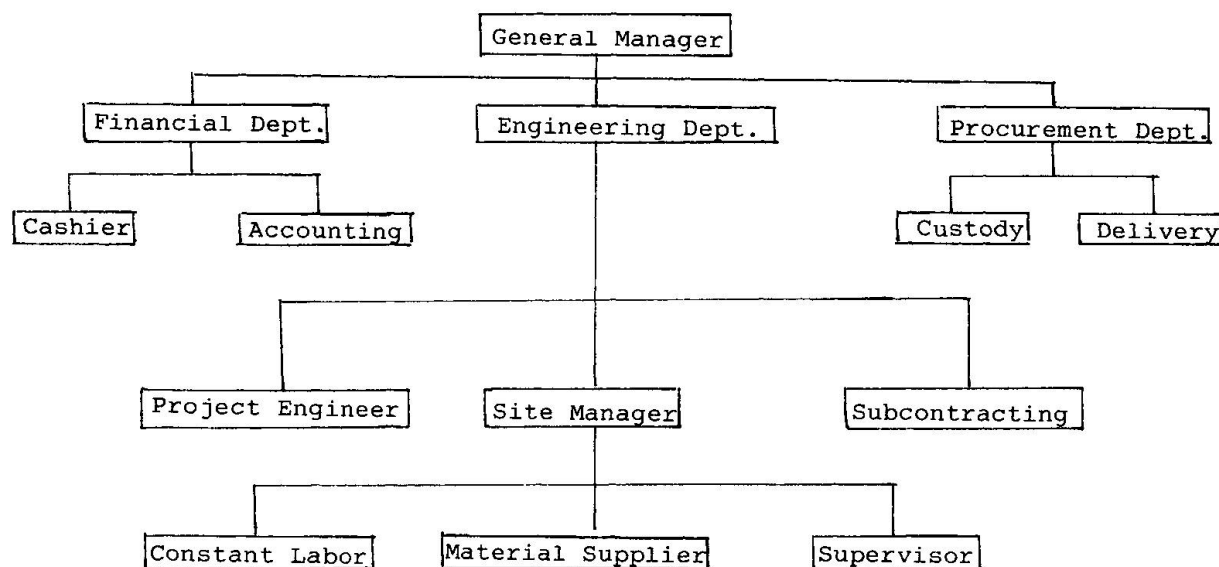 General Manager
Financial Dept.
Engineering Dept.
Procurement Dept.
Cashier
Accounting
Custody
Delivery
Project Engineer
Site Manager
Subcontracting
Constant Labor
Material Supplier
Supervisor